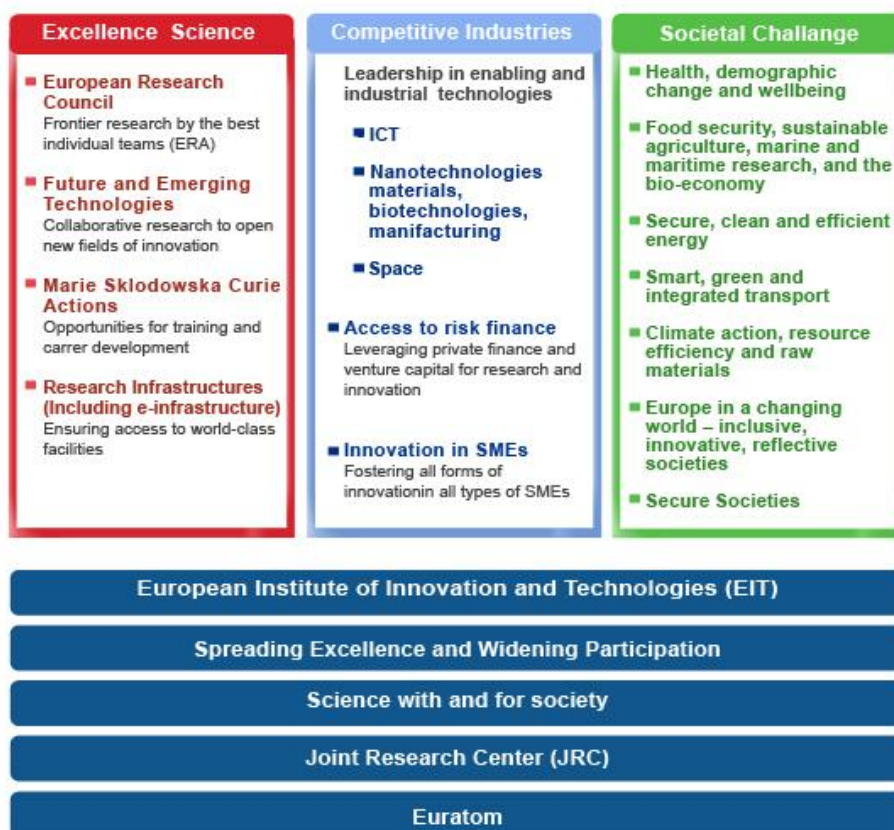 Excellence Science
European Research
Council
Frontier research by the best
individual teams (ERA)
Future and Emerging
Technologies
Collaborative research to open
new fields of innovation
Marie Sklodowska Curie
Actions
Opportunities for training and
carrer development
Research Infrastructures
(Including e-infrastructure)
Ensuring access to world-class
facilities
Competitive Industries
Leadership in enabling and
industrial technologies
ICT
Nanotechnologies
materials,
biotechnologies,
manifacturing
Space
Access to risk finance
Leveraging private finance and
venture capital for research and
innovation
Innovation in SMEs
Fostering all forms of
innovationin all types of SMEs
Societal Challange
Health, demographic
change and wellbeing
Food security, sustainable
agriculture, marine and
maritime research, and the
bio-economy
Secure, clean and efficient
energy
Smart, green and
integrated transport
Climate action, resource
efficiency and raw
materials
Europe in a changing
world – inclusive,
innovative, reflective
societies
Secure Societies
European Institute of Innovation and Technologies (EIT)
Spreading Excellence and Widening Participation
Science with and for society
Joint Research Center (JRC)
Euratom